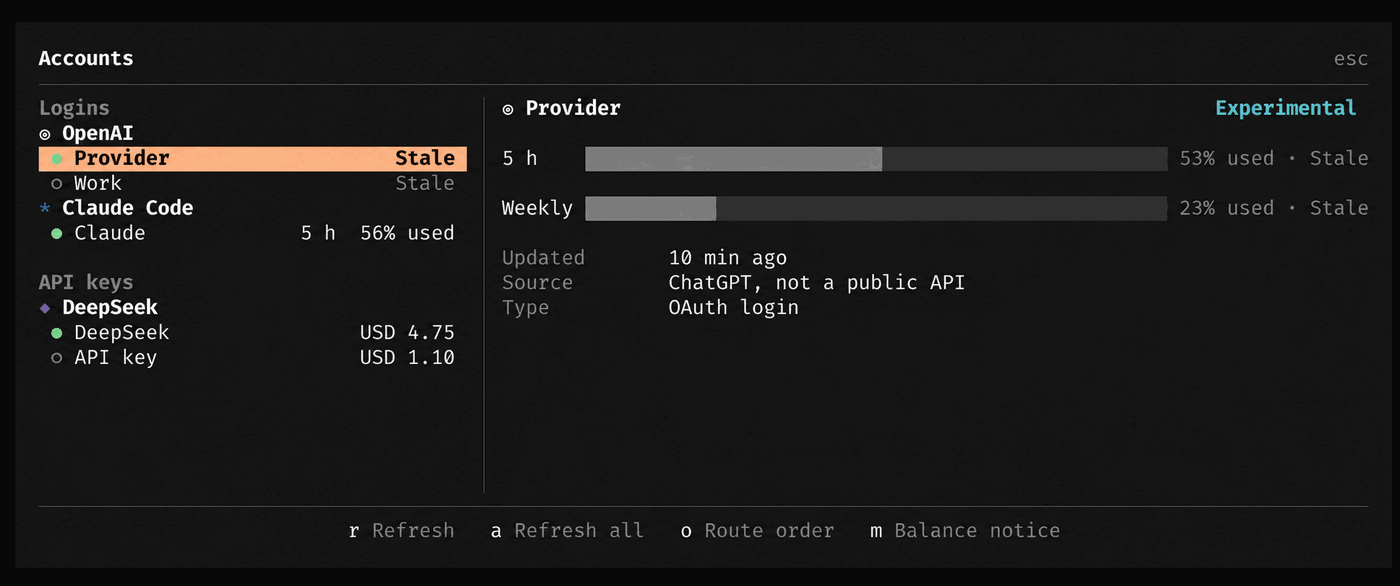 Accounts esc
Logins
OpenAI
Provider Stale
Work Stale
Claude Code
Claude 5 h 56% used
API keys
DeepSeek
DeepSeek USD 4.75
API key USD 1.10
Provider Experimental
5 h 53% used · Stale
Weekly 23% used · Stale
Updated 10 min ago
Source ChatGPT, not a public API
Type OAuth login
r Refresh a Refresh all o Route order m Balance notice